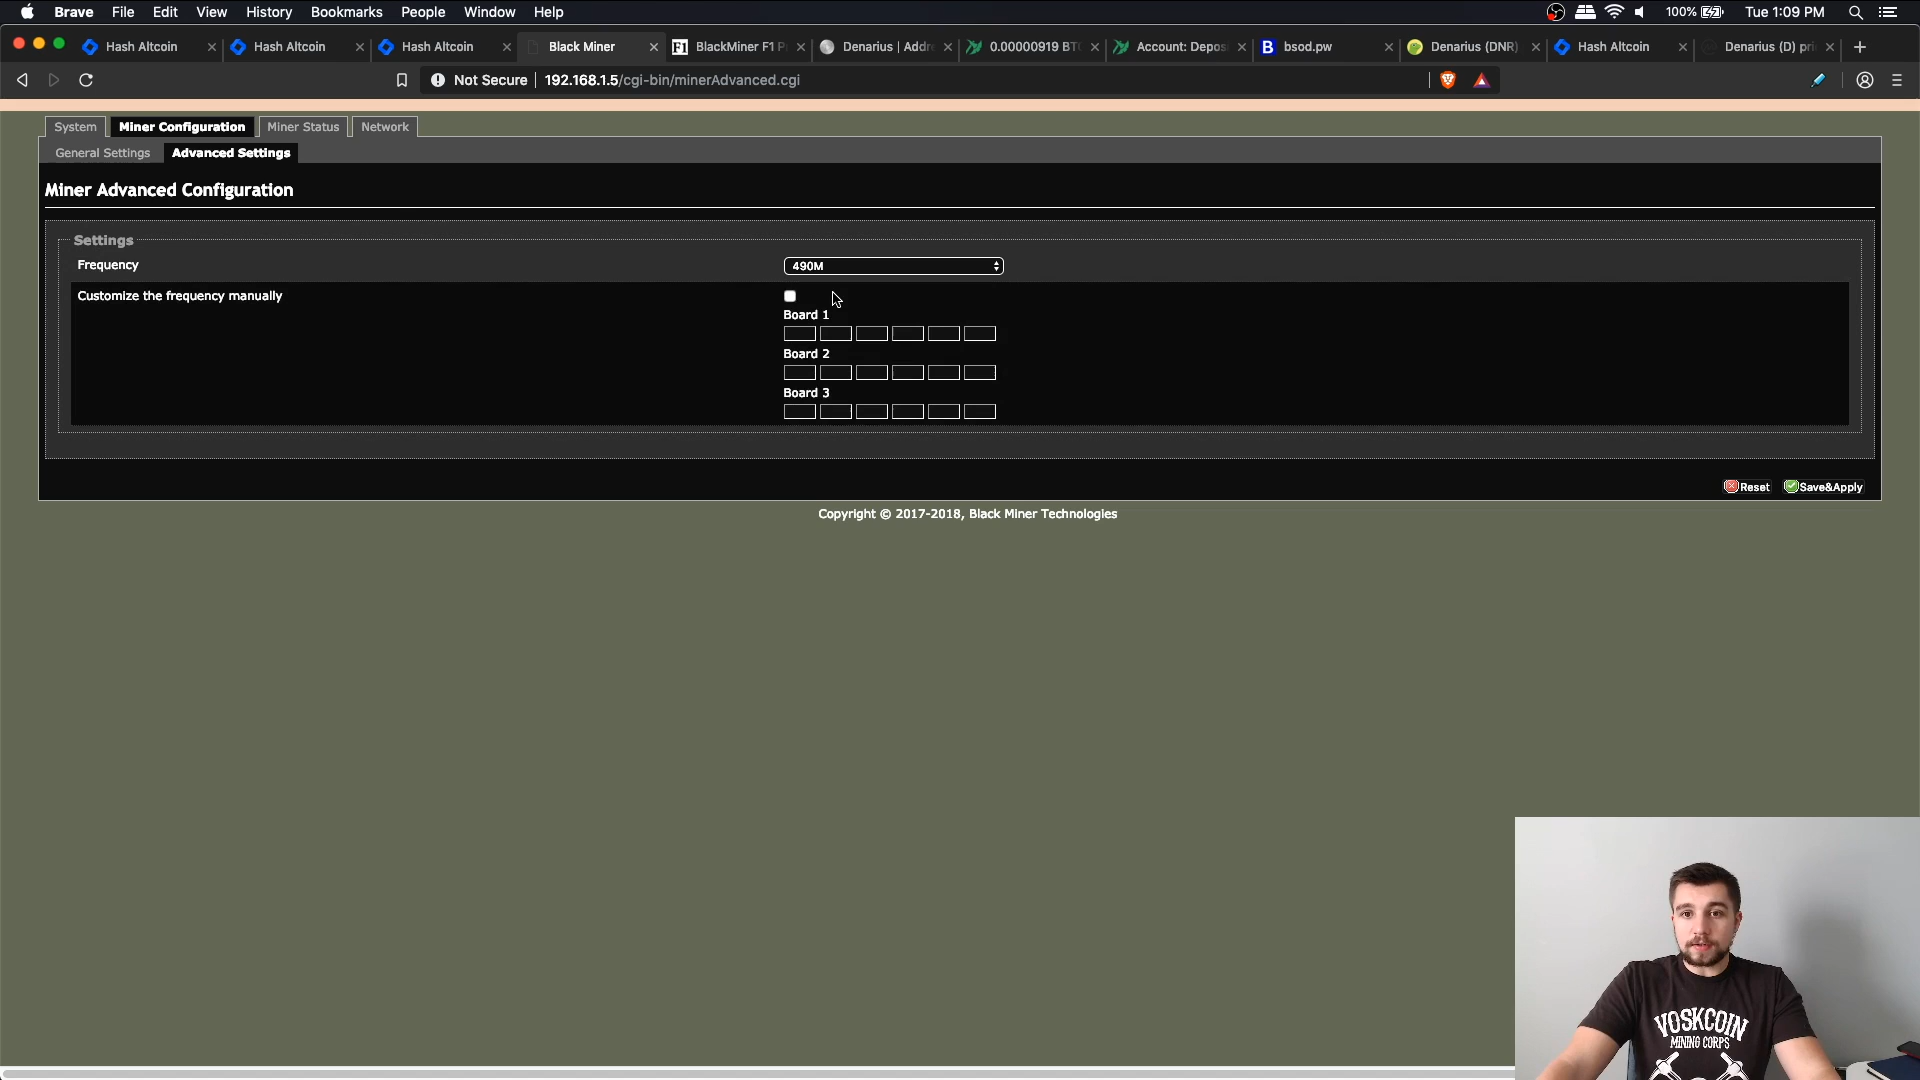 Brave File Edit View History Bookmarks People Window Help 100% Tue 1:09 PM
Hash Altcoin Hash Altcoin Hash Altcoin Black Miner F1 BlackMiner F1 P Denarius | Addr 0.00000919 BT Account: Depos B bsod.pw Denarius (DNR) Hash Altcoin Denarius (D) pri
Not Secure 192.168.1.5/cgi-bin/minerAdvanced.cgi
System Miner Configuration Miner Status Network
General Settings Advanced Settings
Miner Advanced Configuration
Settings
Frequency 490M
Customize the frequency manually
Board 1
Board 2
Board 3
Reset Save&Apply
Copyright © 2017-2018, Black Miner Technologies
VOSKCOIN
MINING CORPS